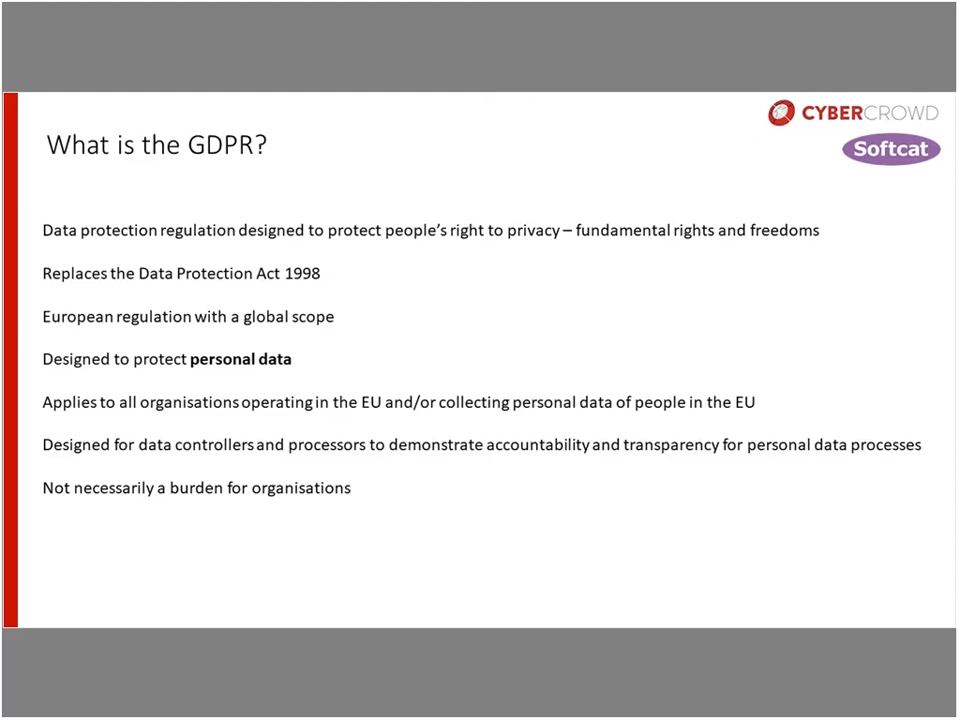 CYBERCROWD
What is the GDPR?
Softcat
Data protection regulation designed to protect people’s right to privacy – fundamental rights and freedoms
Replaces the Data Protection Act 1998
European regulation with a global scope
Designed to protect personal data
Applies to all organisations operating in the EU and/or collecting personal data of people in the EU
Designed for data controllers and processors to demonstrate accountability and transparency for personal data processes
Not necessarily a burden for organisations